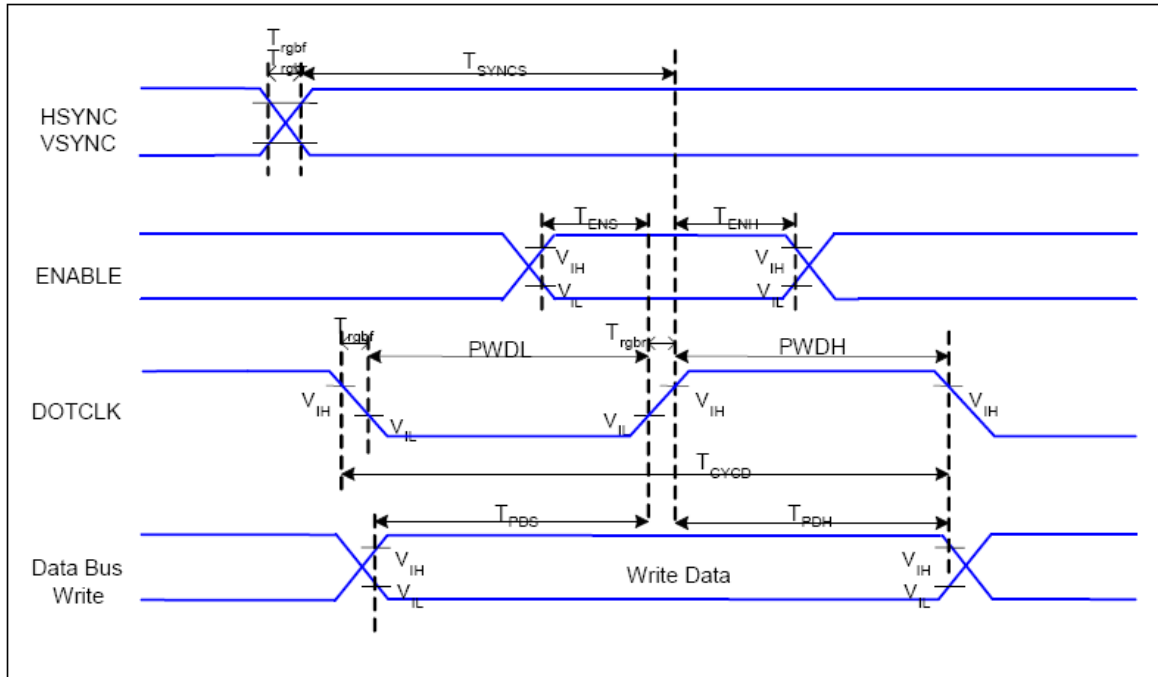 Trgbf
Trgbr
TSYNCS
HSYNC
VSYNC
TENS
TENH
ENABLE
VIH
VIH
VIL
VIL
Trgbf
PWDL
Trgbr
PWDH
DOTCLK
VIH
VIL
VIL
VIH
VIH
TCYCD
TPDS
TPDH
Data Bus
Write
VIH
Write Data
VIH
VIL
VIL